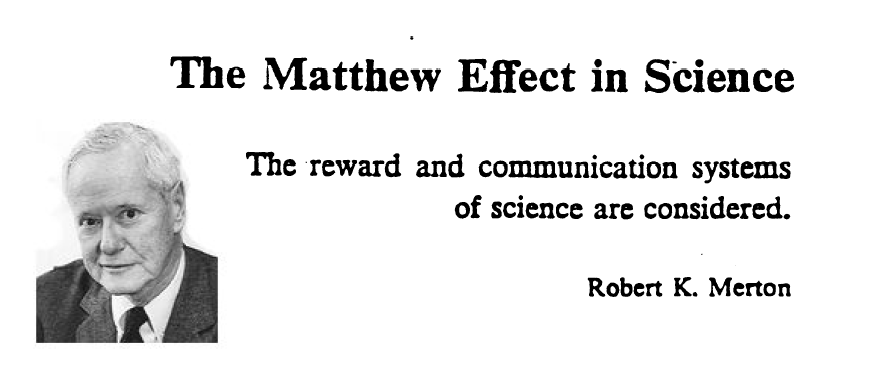 The Matthew Effect in Science
The reward and communication systems
of science are considered.
Robert K. Merton